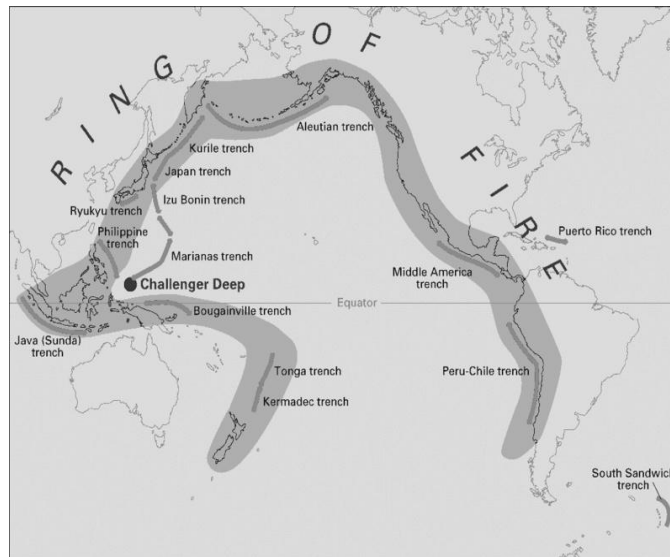 RING OF FIRE
Aleutian trench
Kurile trench
Japan trench
Izu Bonin trench
Ryukyu trench
Philippine
trench
Marianas trench
Challenger Deep
Puerto Rico trench
Middle America
trench
Equator
Bougainville trench
Java (Sunda)
trench
Tonga trench
Kermadec trench
Peru-Chile trench
South Sandwich
trench